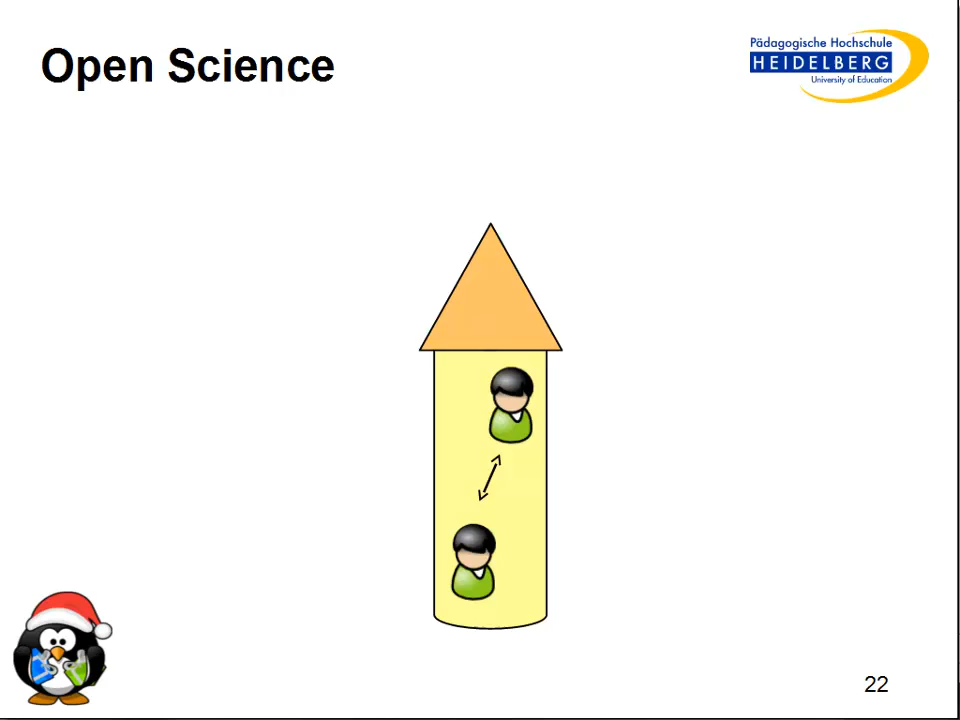 Open Science
Pädagogische Hochschule
HEIDELBERG
University of Education
22